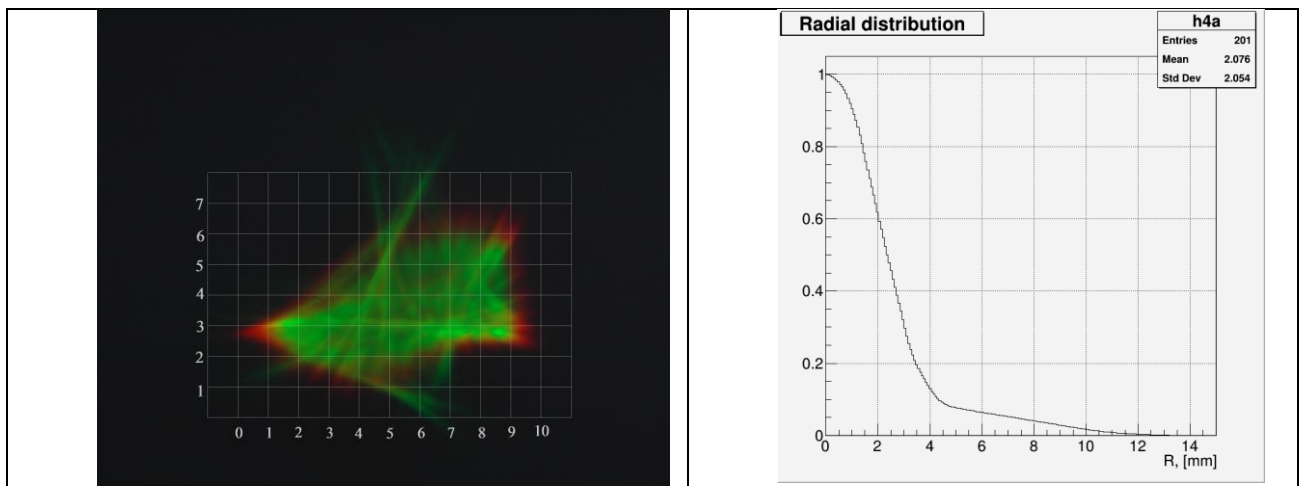 7
6
5
4
3
2
1
0 1 2 3 4 5 6 7 8 9 10
Radial distribution
h4a
Entries 201
Mean 2.076
Std Dev 2.054
1
0.8
0.6
0.4
0.2
0
0 2 4 6 8 10 12 14
R, [mm]